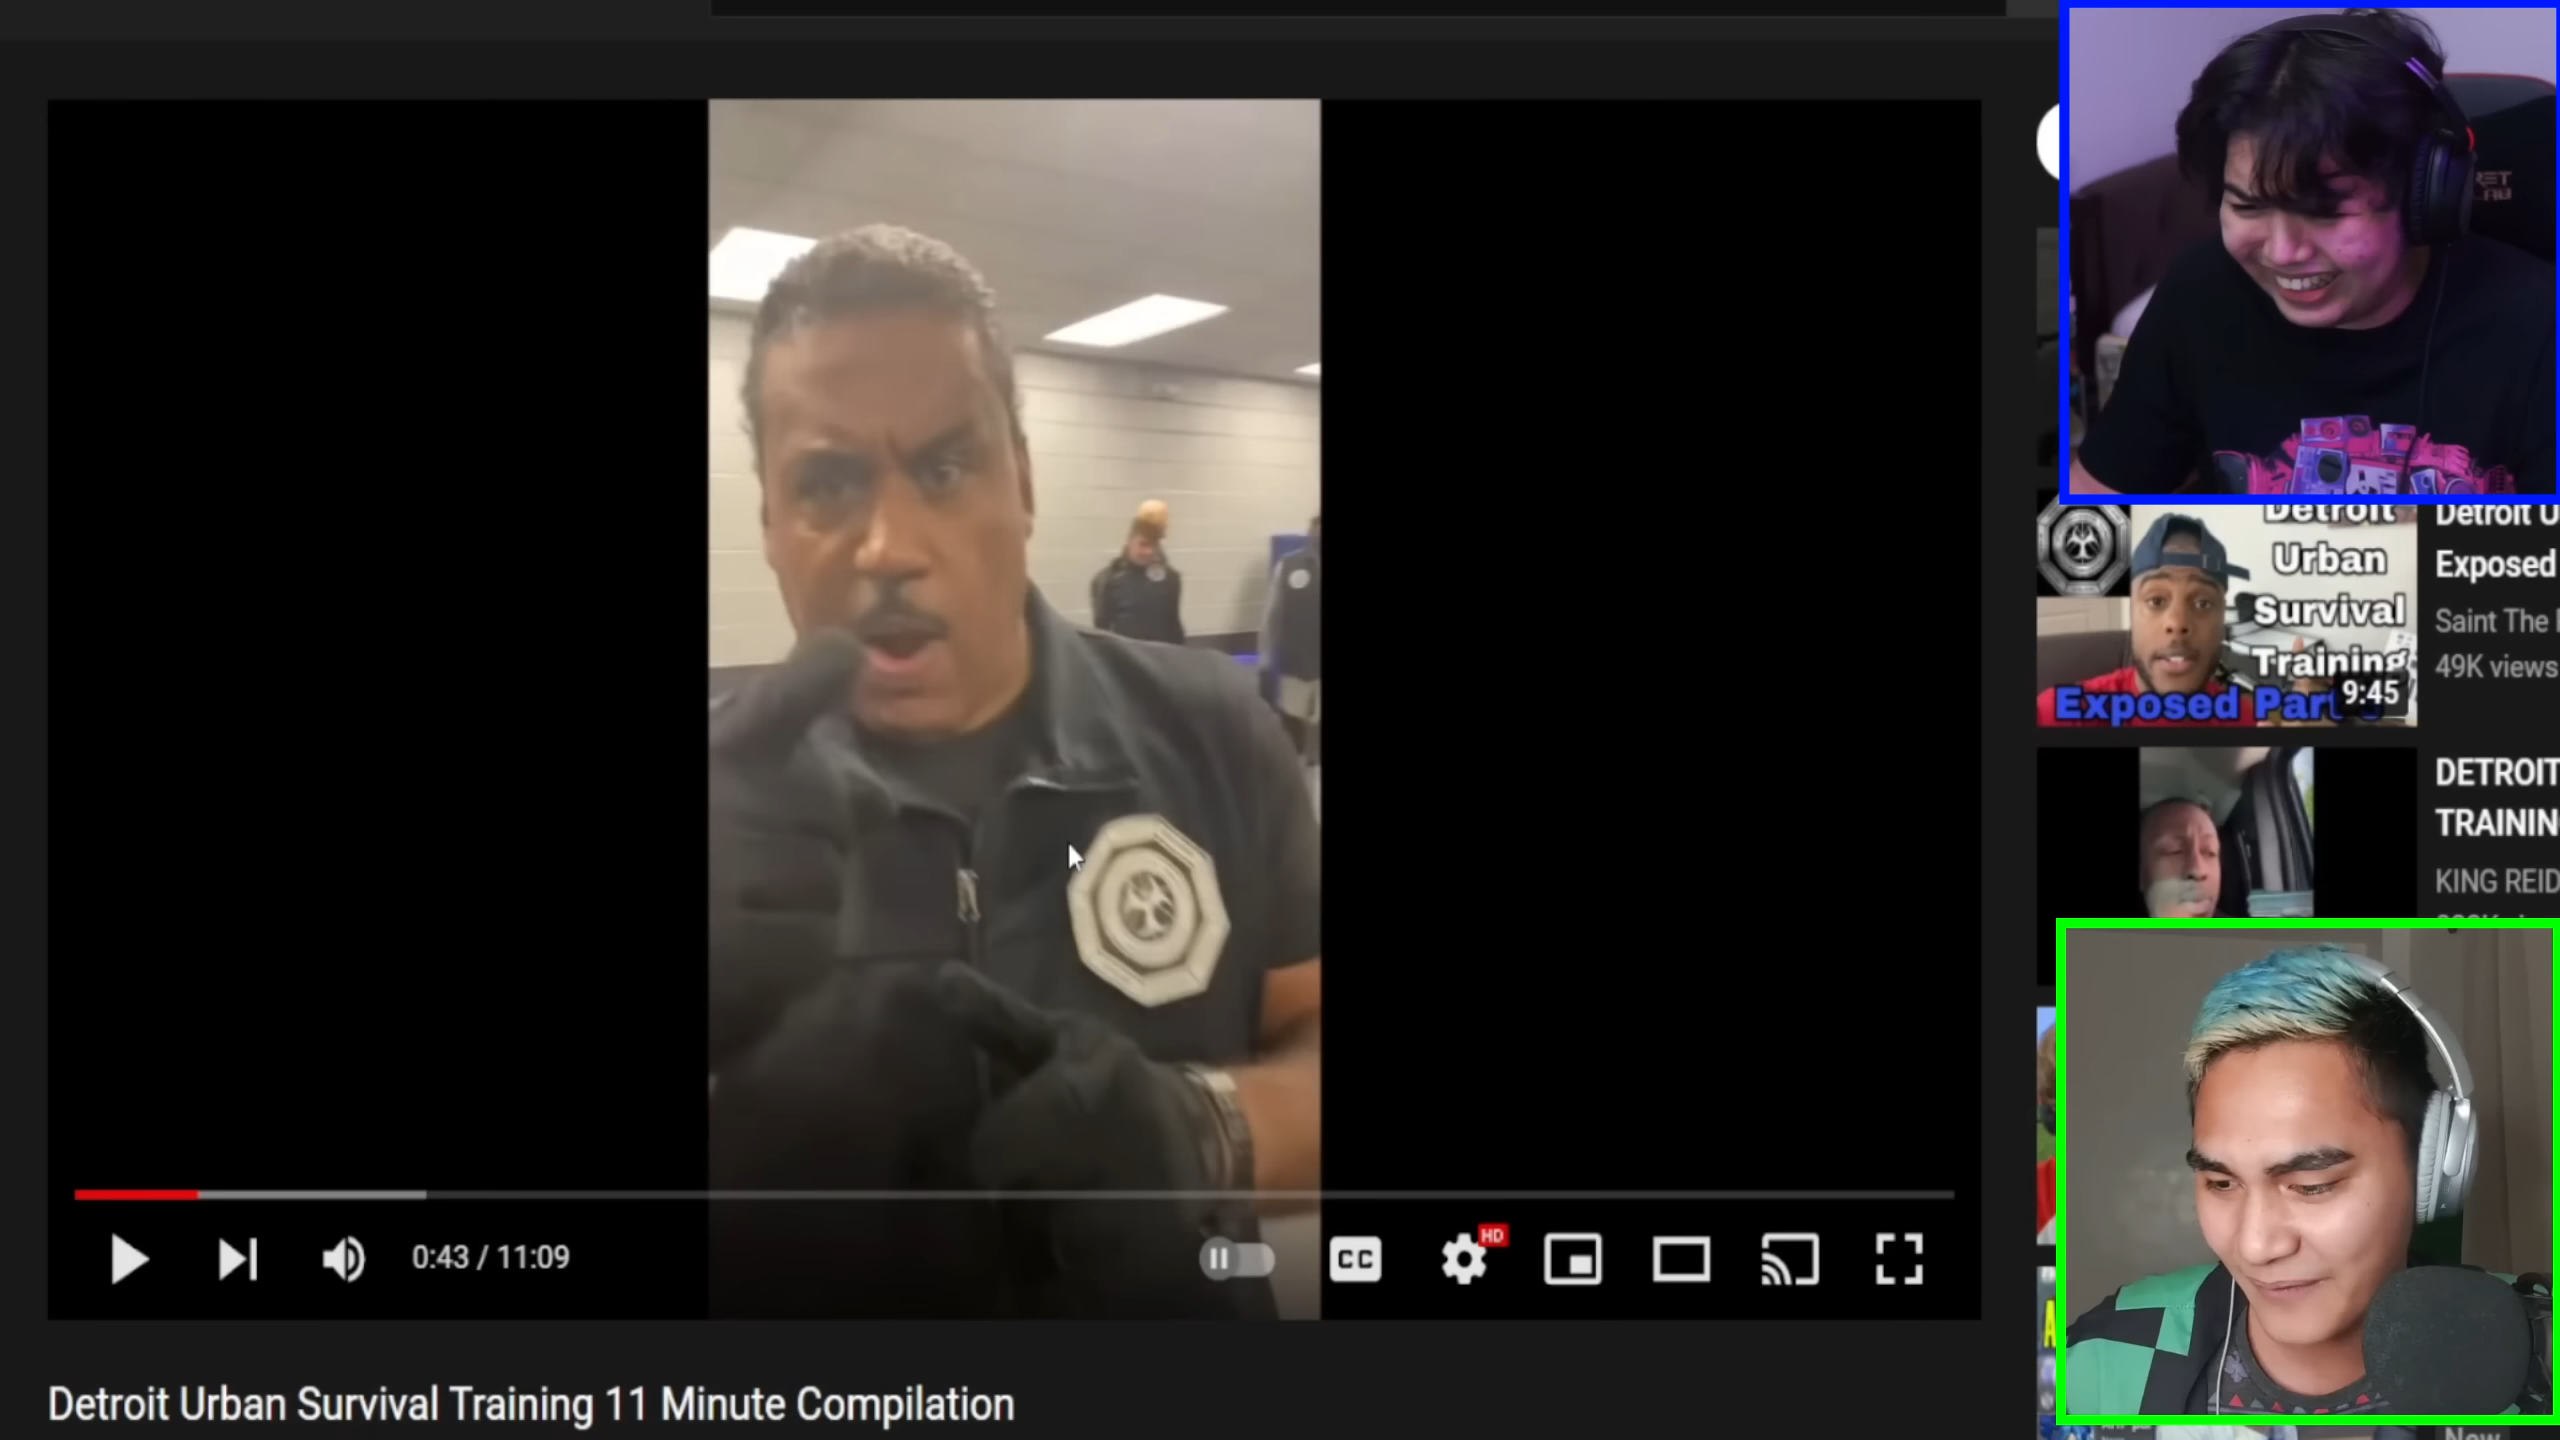 0:43 / 11:09
CC
HD
Detroit Urban Survival Training 11 Minute Compilation
Detroit
Urban
Survival
Training
Exposed Part
9:45
Detroit U
Exposed
Saint The
49K views
DETROIT
TRAININ
KING REID